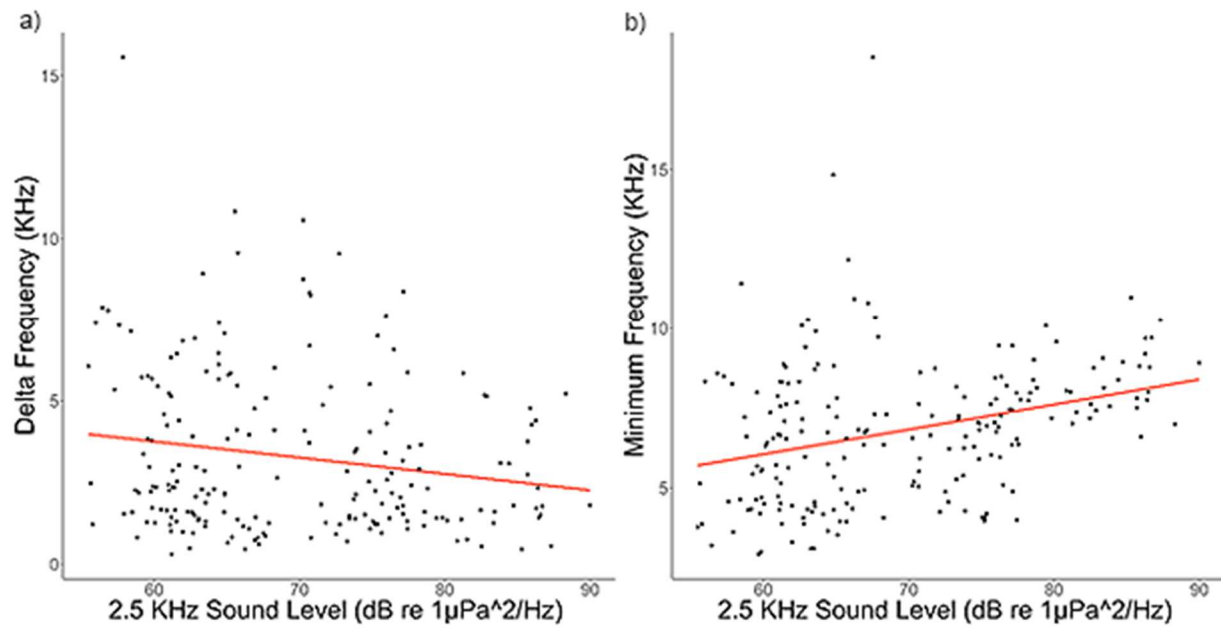 a)
Delta Frequency (KHz)
15
10
5
0
60 70 80 90
2.5 KHz Sound Level (dB re 1µPa^2/Hz)
b)
Minimum Frequency (KHz)
15
10
5
60 70 80 90
2.5 KHz Sound Level (dB re 1µPa^2/Hz)